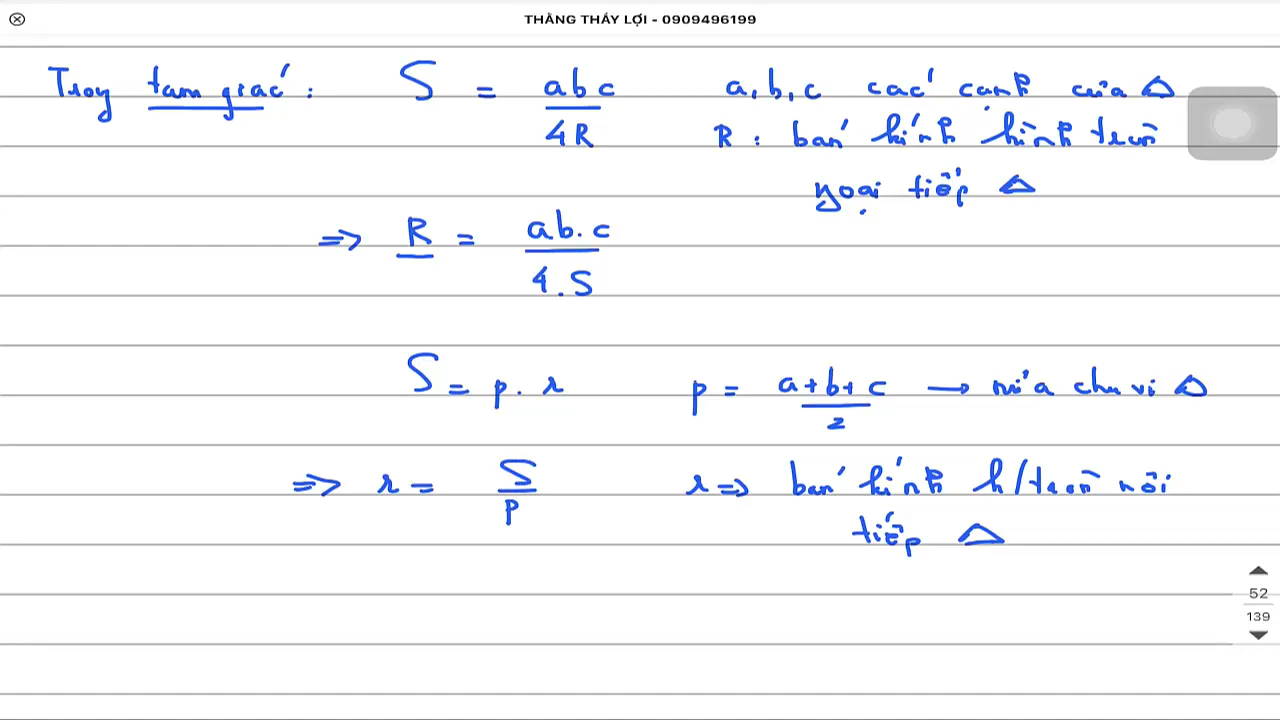 THẦNG THẦY LỢI - 0909496199
Trong tam giác : S = abc / 4R a, b, c các cạnh của Δ
R : bán kính hình tròn
ngoại tiếp Δ
=> R = ab.c / 4.S
S = p . r p = a+b+c / 2 → nửa chu vi Δ
=> r = S / p r => bán kính h/tròn nội
tiếp Δ
52
139